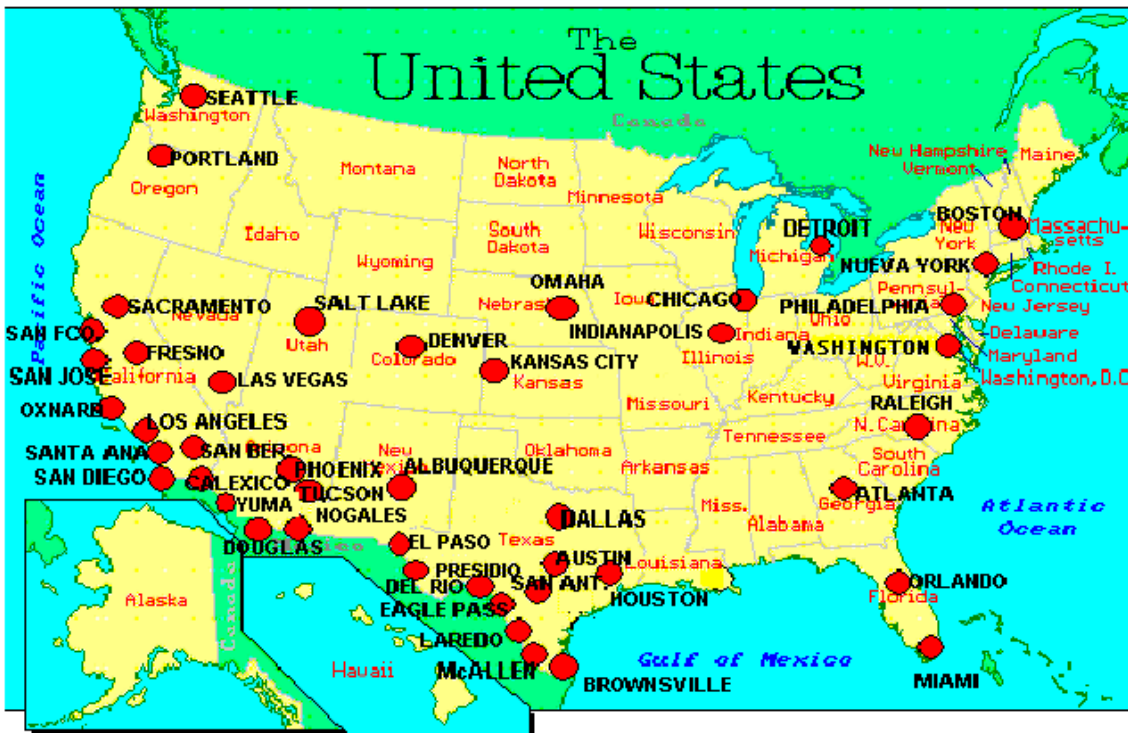 The
United States
Canada
SEATTLE
Washington
PORTLAND
Oregon
Montana
North
Dakota
Minnesota
New Hampshire
Vermont
Maine
Idaho
South
Dakota
Wisconsin
DETROIT
Michigan
BOSTON
New
York
Massachu-
setts
Pacific Ocean
Wyoming
NUEVA YORK
Rhode I.
Connecticut
OMAHA
Iowa
CHICAGO
PHILADELPHIA
New Jersey
SACRAMENTO
Nevada
SALT LAKE
Ohio
SAN FCO
Utah
DENVER
Colorado
INDIANAPOLIS
Indiana
Illinois
WASHINGTON
W.V.
Delaware
Maryland
Washington, D.C
FRESNO
SAN JOSE
California
LAS VEGAS
KANSAS CITY
Kansas
Missouri
Kentucky
Virginia
RALEIGH
N. Carolina
OXNARD
LOS ANGELES
SANTA ANA
SAN BER.
SAN DIEGO
CALEXICO
Arizona
PHOENIX
New
Mexico
ALBUQUERQUE
Oklahoma
Arkansas
Tennessee
South
Carolina
YUMA
TUCSON
NOGALES
DOUGLAS
DALLAS
Texas
Miss.
Alabama
ATLANTA
Georgia
Atlantic
Ocean
EL PASO
PRESIDIO
DEL RIO
AUSTIN
SAN ANT.
HOUSTON
Louisiana
EAGLE PASS
LAREDO
McALLEN
BROWNSVILLE
Gulf of Mexico
ORLANDO
Florida
MIAMI
Alaska
Canada
Hawaii